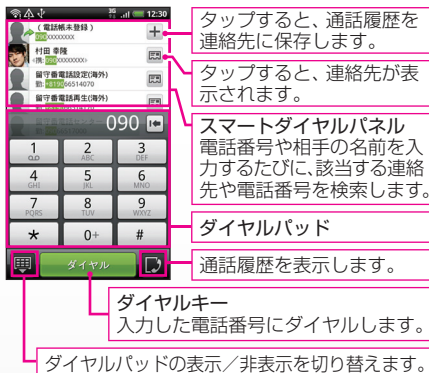 3G
12:30
(電話帳未登録)
090XXXXXXXX
村田 幸隆
<携:090XXXXXXXX>
留守番電話設定(海外)
勤:+815066514070
留守番電話再生(海外)
090
1
2 ABC
3 DEF
4 GHI
5 JKL
6 MNO
7 PQRS
8 TUV
9 WXYZ
* 0+ #
ダイヤル
タップすると、通話履歴を
連絡先に保存します。
タップすると、連絡先が表
示されます。
スマートダイヤルパネル
電話番号や相手の名前を入
力するたびに、該当する連絡
先や電話番号を検索します。
ダイヤルパッド
通話履歴を表示します。
ダイヤルキー
入力した電話番号にダイヤルします。
ダイヤルパッドの表示/非表示を切り替えます。